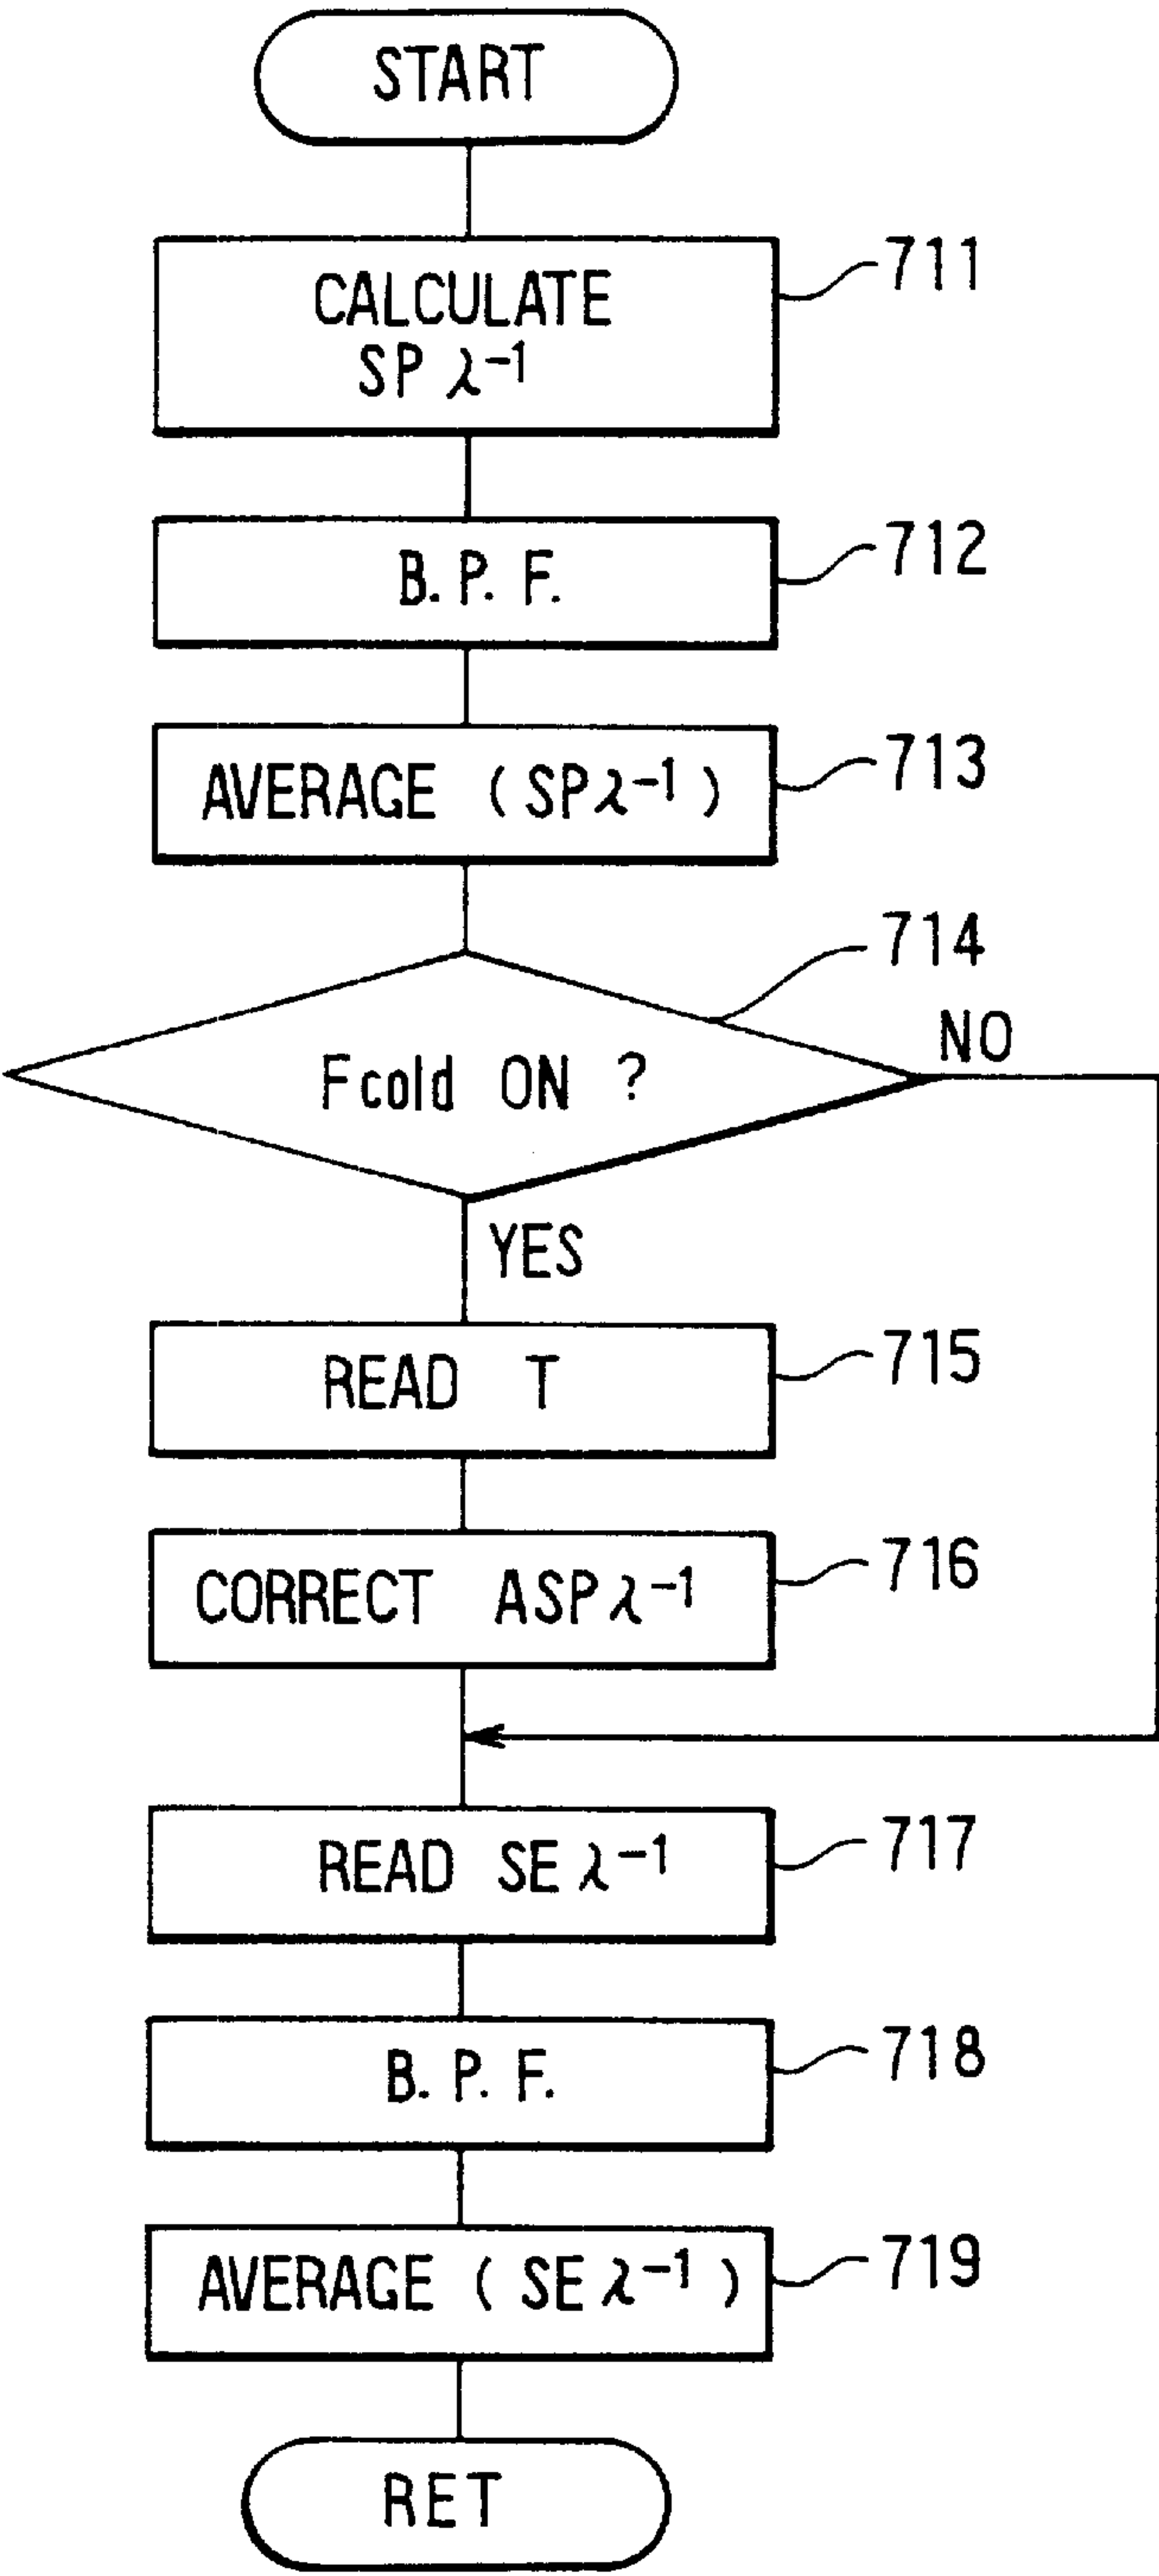 START
CALCULATE
SP λ⁻¹
711
B. P. F.
712
AVERAGE ( SPλ⁻¹ )
713
714
Fcold ON ?
NO
YES
READ T
715
CORRECT ASPλ⁻¹
716
READ SE λ⁻¹
717
B. P. F.
718
AVERAGE ( SE λ⁻¹ )
719
RET